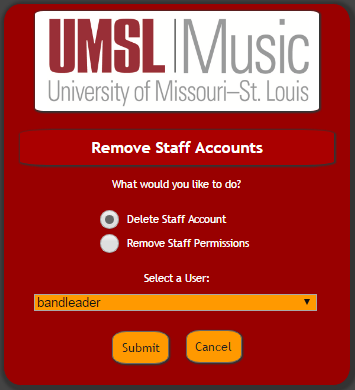 UMSL Music
University of Missouri–St. Louis
Remove Staff Accounts
What would you like to do?
Delete Staff Account
Remove Staff Permissions
Select a User:
bandleader
Submit Cancel